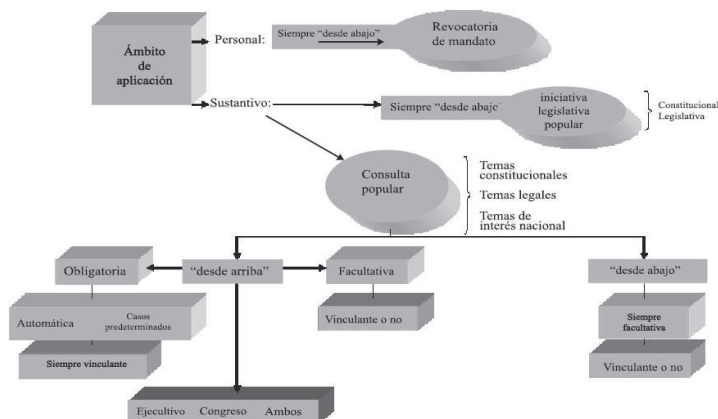 Ámbito
de
aplicación
Personal:
Siempre “desde abajo”
Revocatoria
de mandato
Sustantivo:
Siempre “desde abajo”
iniciativa
legislativa
popular
Constitucional
Legislativa
Consulta
popular
Temas
constitucionales
Temas legales
Temas de
interés nacional
Obligatoria
“desde arriba”
Facultativa
“desde abajo”
Automática
Casos
predeterminados
Vinculante o no
Siempre
facultativa
Siempre vinculante
Vinculante o no
Ejecutivo Congreso Ambos